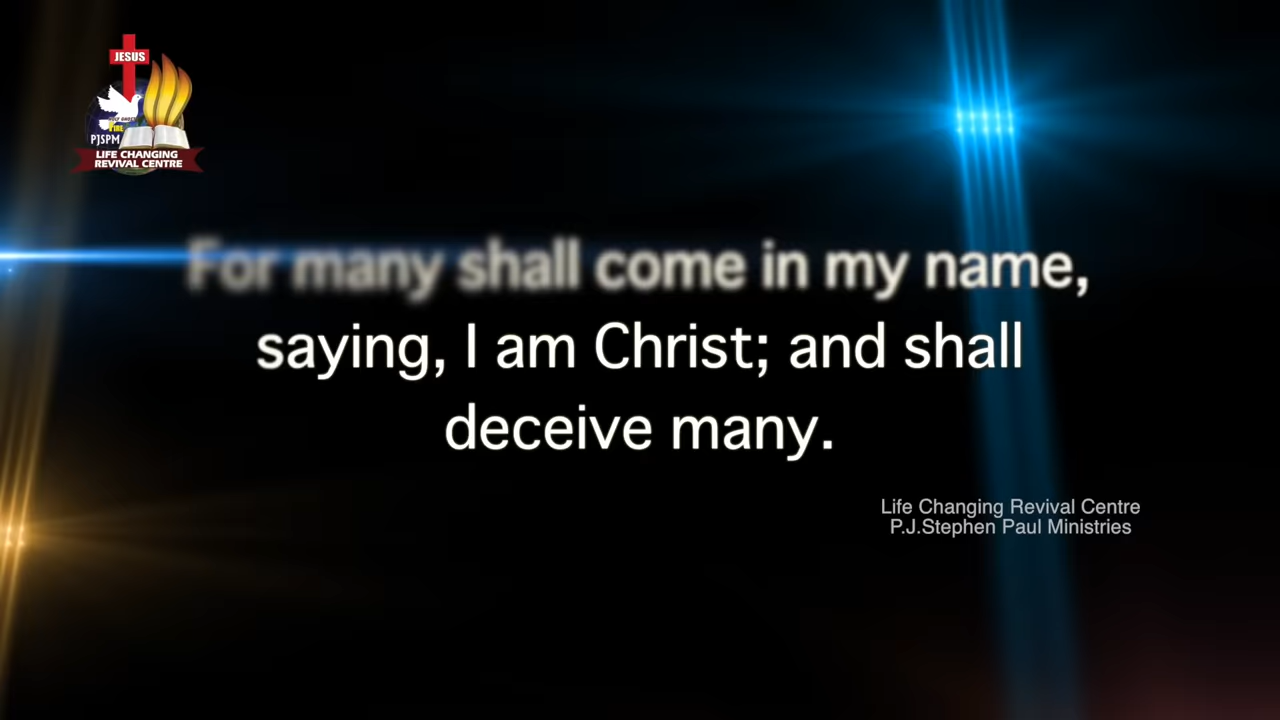 JESUS
FIRE
PJSPM
LIFE CHANGING
REVIVAL CENTRE
For many shall come in my name,
saying, I am Christ; and shall
deceive many.
Life Changing Revival Centre
P.J.Stephen Paul Ministries